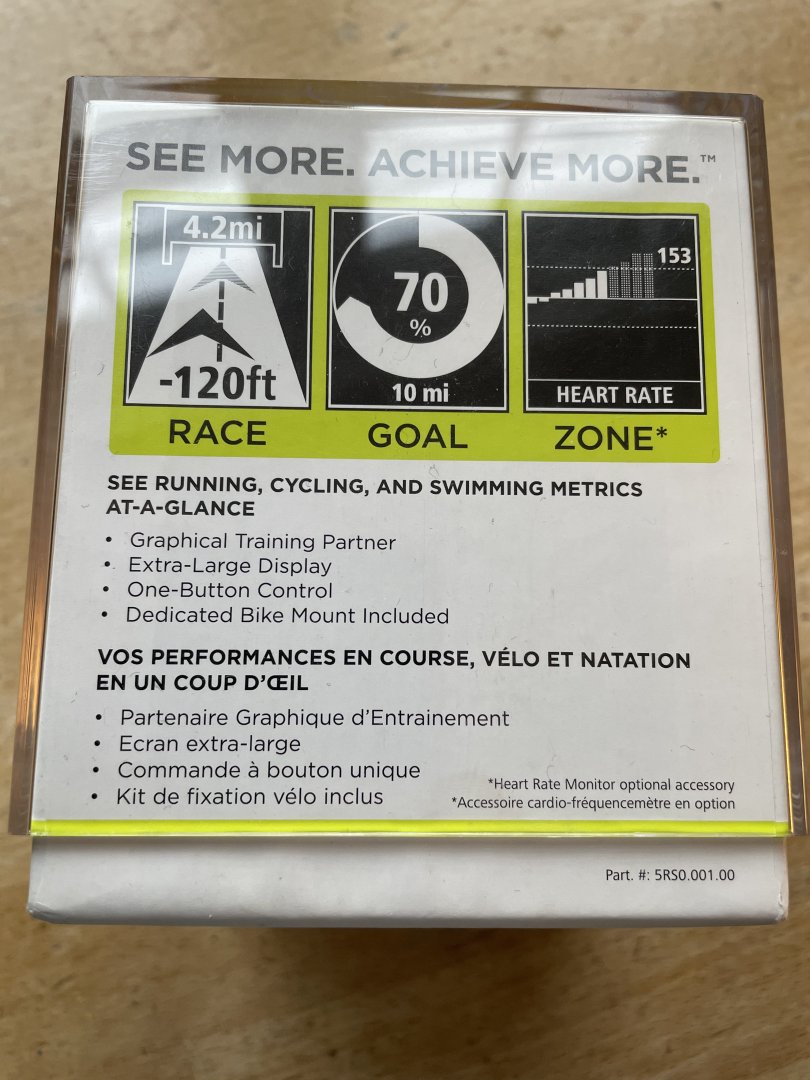 SEE MORE. ACHIEVE MORE.™
4.2mi
-120ft
RACE
70
%
10 mi
GOAL
153
HEART RATE
ZONE*
SEE RUNNING, CYCLING, AND SWIMMING METRICS
AT-A-GLANCE
• Graphical Training Partner
• Extra-Large Display
• One-Button Control
• Dedicated Bike Mount Included
VOS PERFORMANCES EN COURSE, VÉLO ET NATATION
EN UN COUP D'ŒIL
• Partenaire Graphique d'Entrainement
• Ecran extra-large
• Commande à bouton unique
• Kit de fixation vélo inclus
*Heart Rate Monitor optional accessory
*Accessoire cardio-fréquencemètre en option
Part. #: 5RS0.001.00